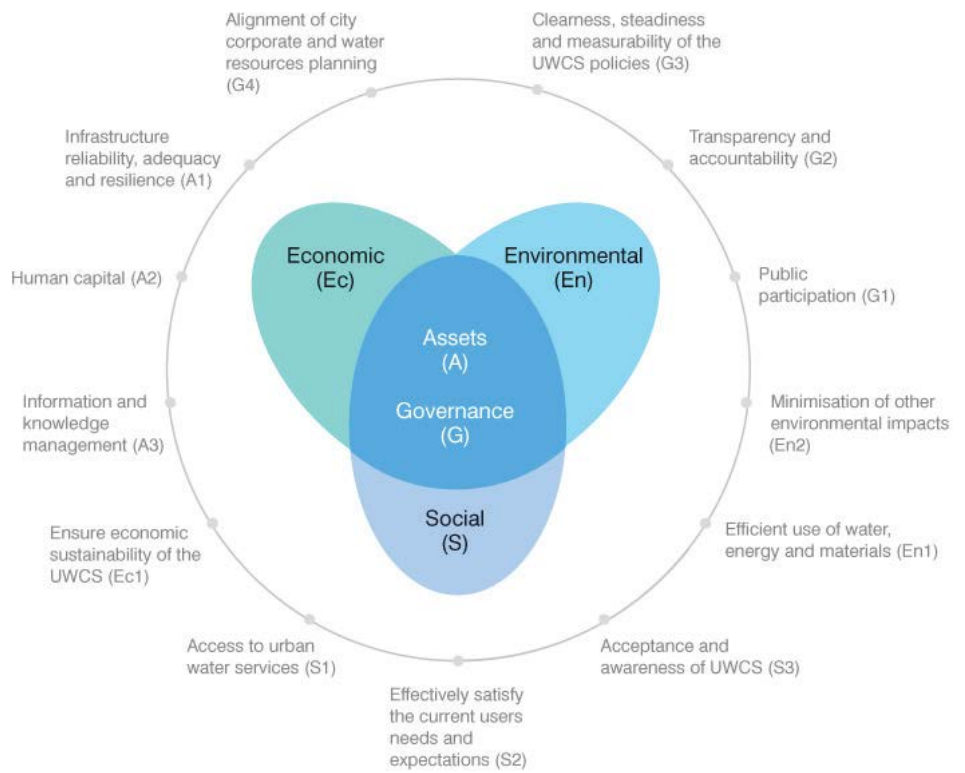 Alignment of city
corporate and water
resources planning
(G4)
Clearness, steadiness
and measurability of the
UWCS policies (G3)
Infrastructure
reliability, adequacy
and resilience (A1)
Transparency and
accountability (G2)
Economic
(Ec)
Environmental
(En)
Human capital (A2)
Public
participation (G1)
Assets
(A)
Governance
(G)
Information and
knowledge
management (A3)
Minimisation of other
environmental impacts
(En2)
Social
(S)
Ensure economic
sustainability of the
UWCS (Ec1)
Efficient use of water,
energy and materials (En1)
Access to urban
water services (S1)
Acceptance and
awareness of UWCS (S3)
Effectively satisfy
the current users
needs and
expectations (S2)